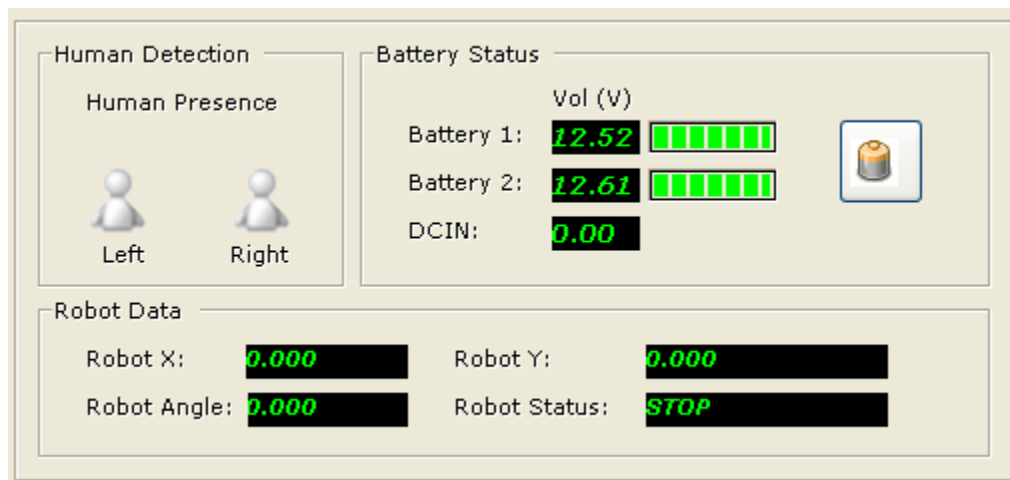 Human Detection
Human Presence
Left Right
Battery Status
Vol (V)
Battery 1: 12.52
Battery 2: 12.61
DCIN: 0.00
Robot Data
Robot X: 0.000 Robot Y: 0.000
Robot Angle: 0.000 Robot Status: STOP